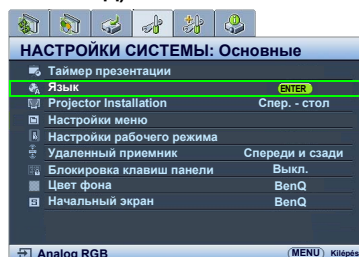 НАСТРОЙКИ СИСТЕМЫ: Основные
Таймер презентации
Язык ENTER
Projector Installation Спер. - стол
Настройки меню
Настройки рабочего режима
Удаленный приемник Спереди и сзади
Блокировка клавиш панели Выкл.
Цвет фона BenQ
Начальный экран BenQ
Analog RGB MENU Kilépés